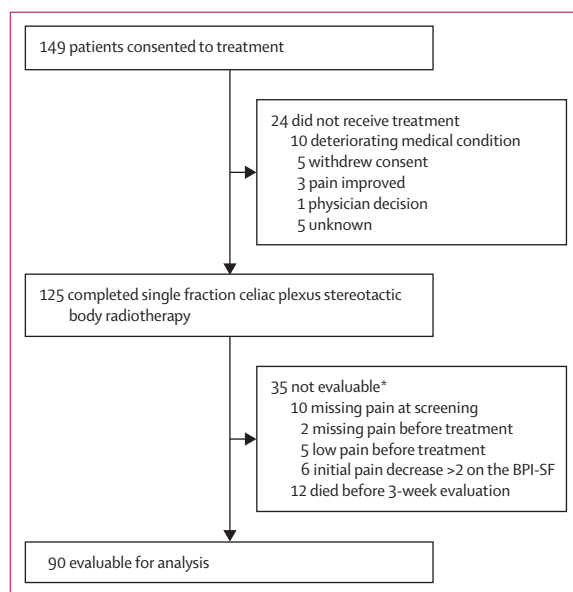 149 patients consented to treatment
24 did not receive treatment
10 deteriorating medical condition
5 withdrew consent
3 pain improved
1 physician decision
5 unknown
125 completed single fraction celiac plexus stereotactic
body radiotherapy
35 not evaluable*
10 missing pain at screening
2 missing pain before treatment
5 low pain before treatment
6 initial pain decrease >2 on the BPI-SF
12 died before 3-week evaluation
90 evaluable for analysis